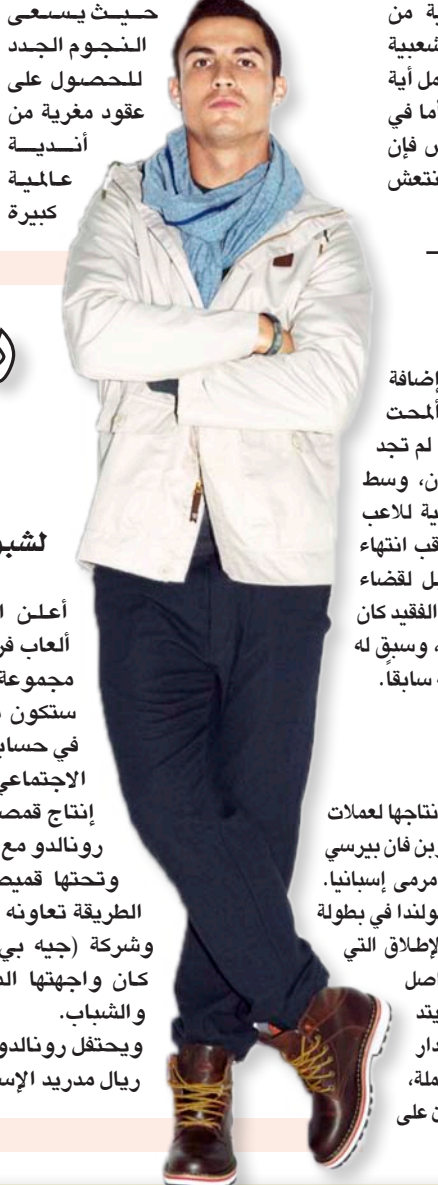 ية من
شعبية
مل أية
أما في
س فإن
نتعش
إضافة
ألمحت
لم تجد
ن، وسط
ية للاعب
قب انتهاء
ل لقضاء
الفقيد كان
، وسبق له
سابقاً.
نتاجها لعملات
وبن فان بيرسي
مرمى إسبانيا.
ولندا في بطولة
لإطلاق التي
اصل
يتد
دار
ملة،
ن على
حيث يسعى
النجوم الجدد
للحصول على
عقود مغرية من
أندية
عالمية
كبيرة
لشبو
أعلن ا
ألعاب فر
مجموعة
ستكون
في حساب
الاجتماعي
إنتاج قمص
رونالدو مع
وتحتها قميص
الطريقة تعاونه
وشركة (جيه بي
كان واجهتها الد
والشباب.
ويحتفل رونالدو
ريال مدريد الإس